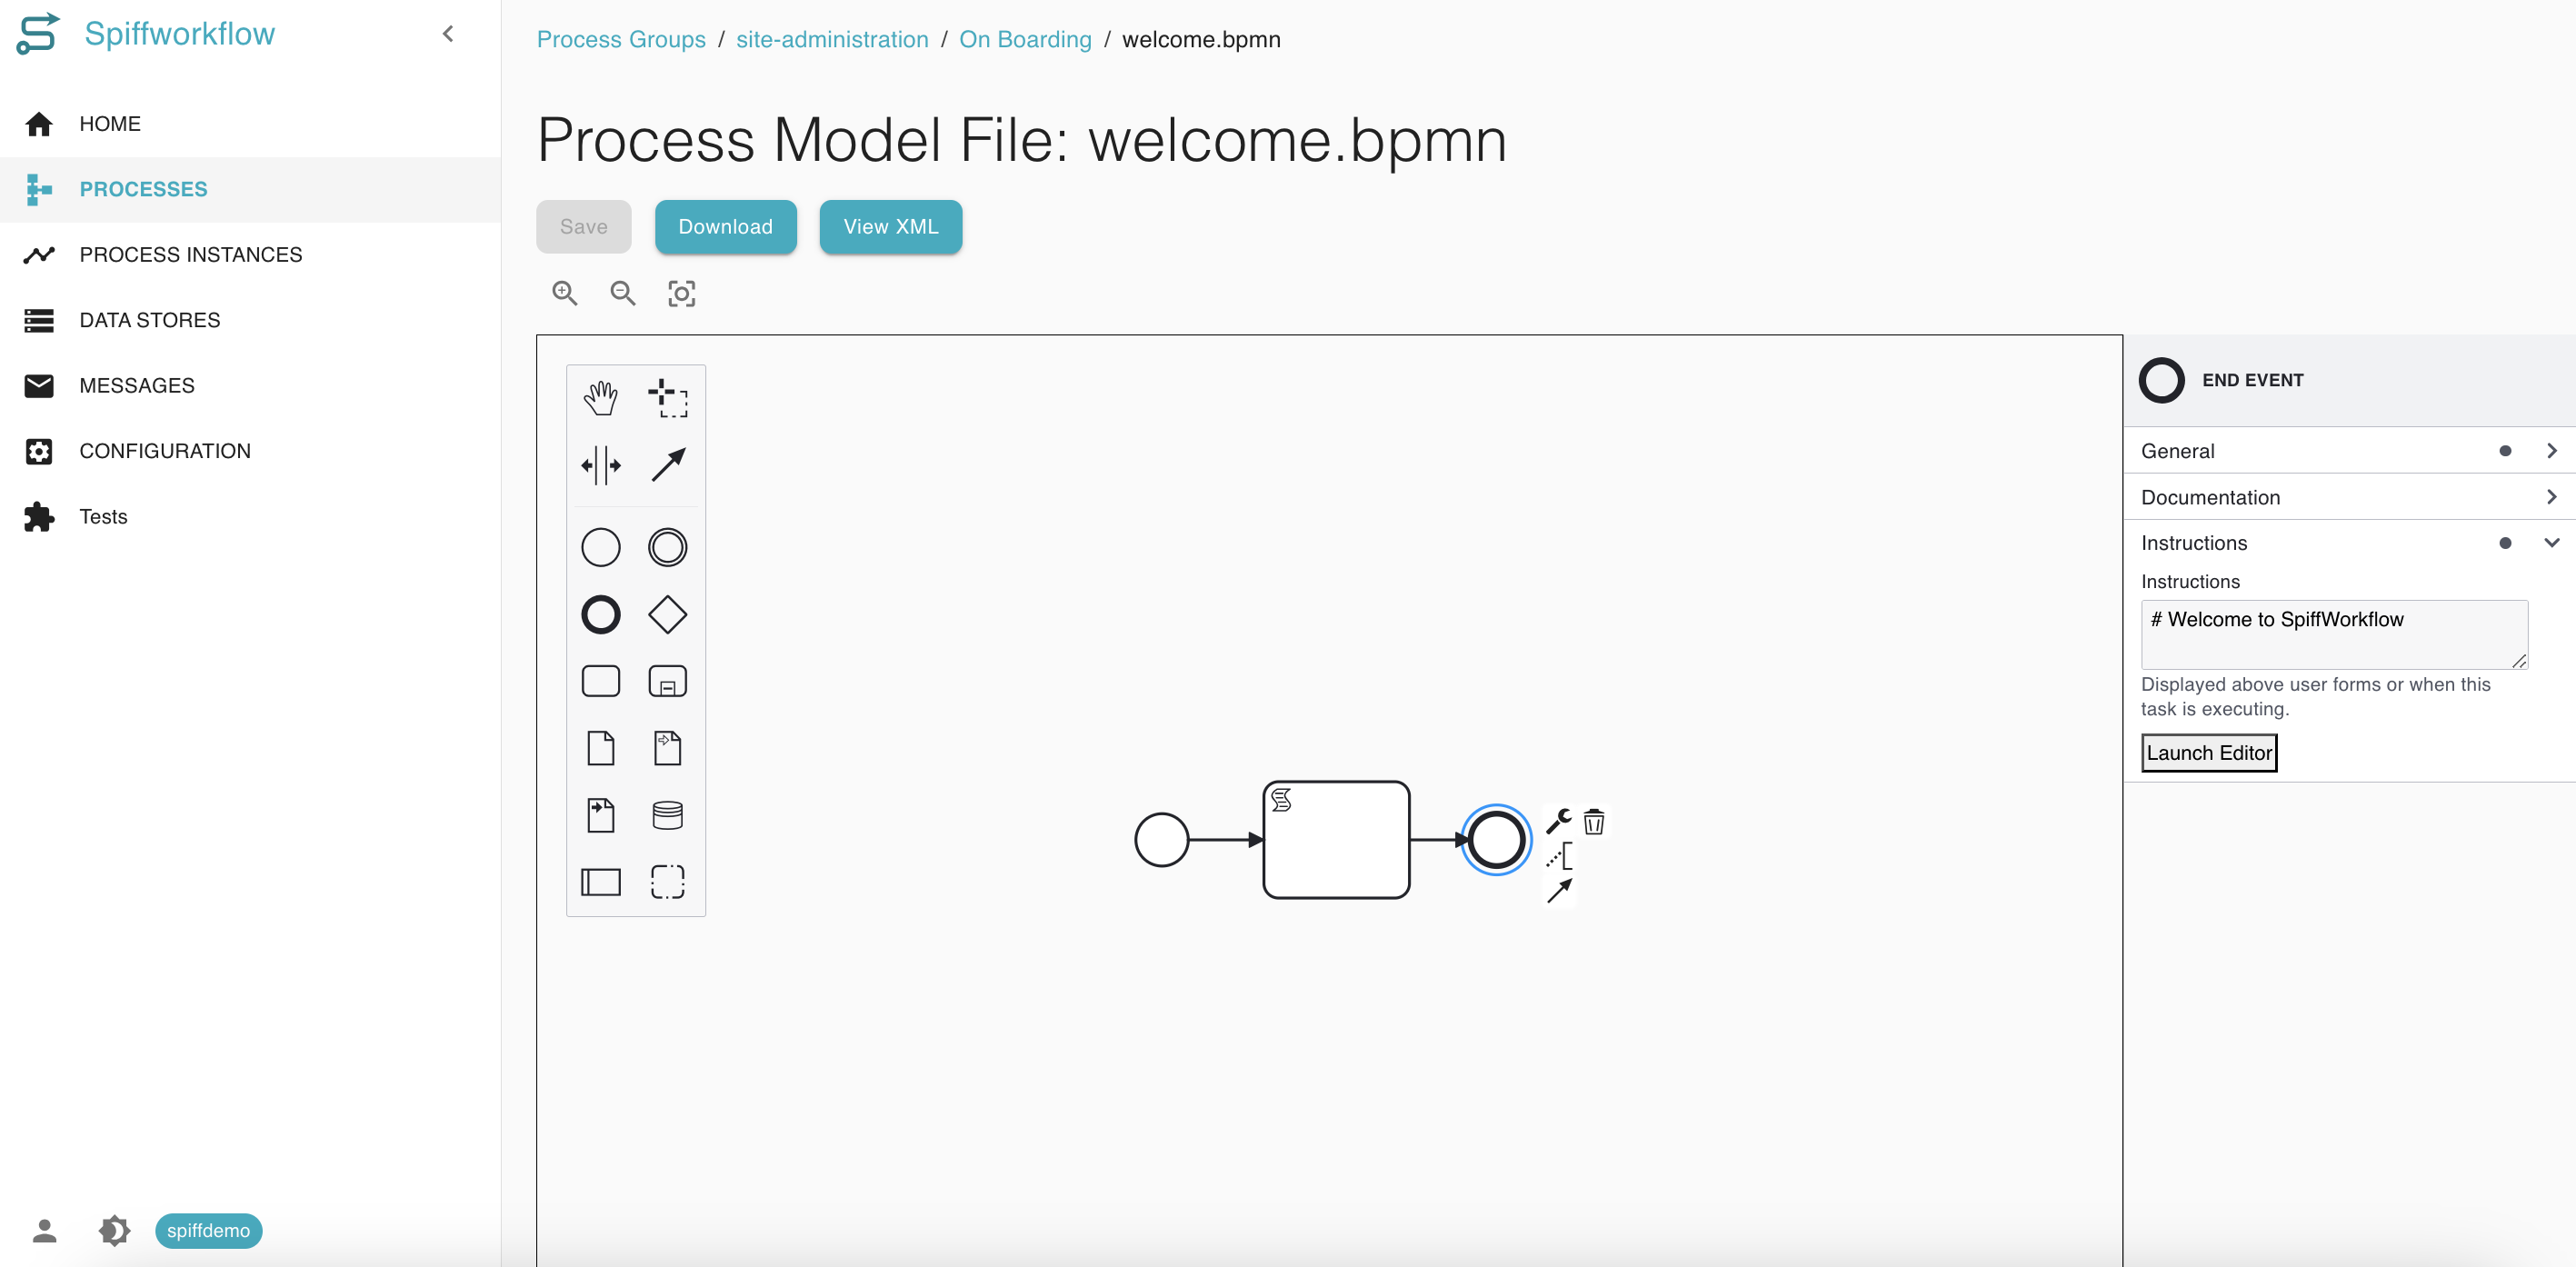 Spiffworkflow
HOME
PROCESSES
PROCESS INSTANCES
DATA STORES
MESSAGES
CONFIGURATION
Tests
spiffdemo
Process Groups / site-administration / On Boarding / welcome.bpmn
Process Model File: welcome.bpmn
Save Download View XML
END EVENT
General
Documentation
Instructions
Instructions
# Welcome to SpiffWorkflow
Displayed above user forms or when this
task is executing.
Launch Editor